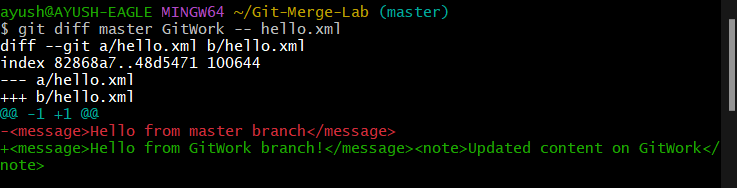 ayush@AYUSH-EAGLE MINGW64 ~/Git-Merge-Lab (master)
$ git diff master GitWork -- hello.xml
diff --git a/hello.xml b/hello.xml
index 82868a7..48d5471 100644
--- a/hello.xml
+++ b/hello.xml
@@ -1 +1 @@
-<message>Hello from master branch</message>
+<message>Hello from GitWork branch!</message><note>Updated content on GitWork</
note>